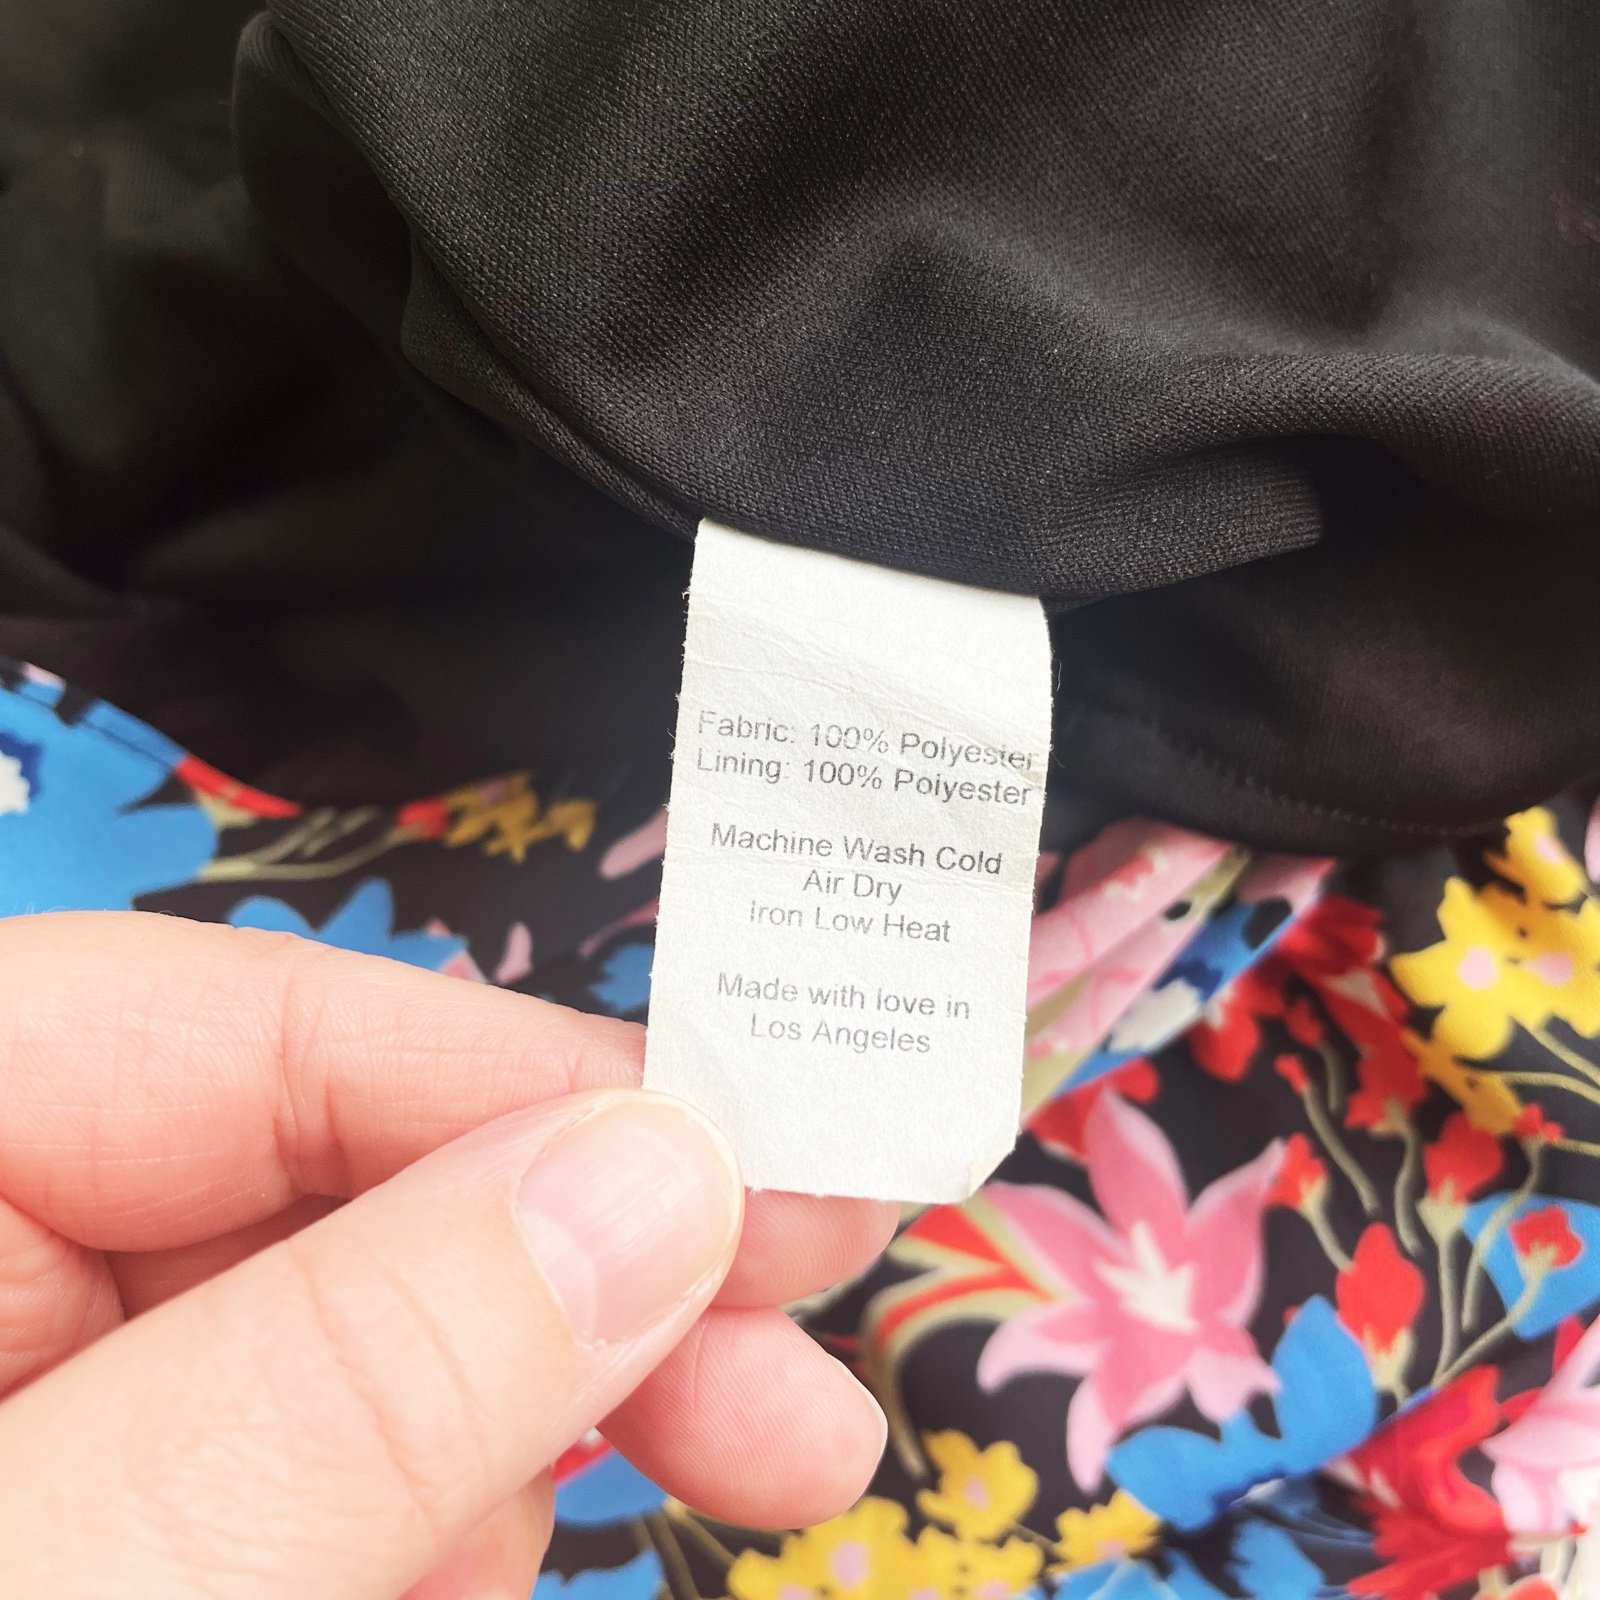 Fabric: 100% Polyester
Lining: 100% Polyester
Machine Wash Cold
Air Dry
Iron Low Heat
Made with love in
Los Angeles